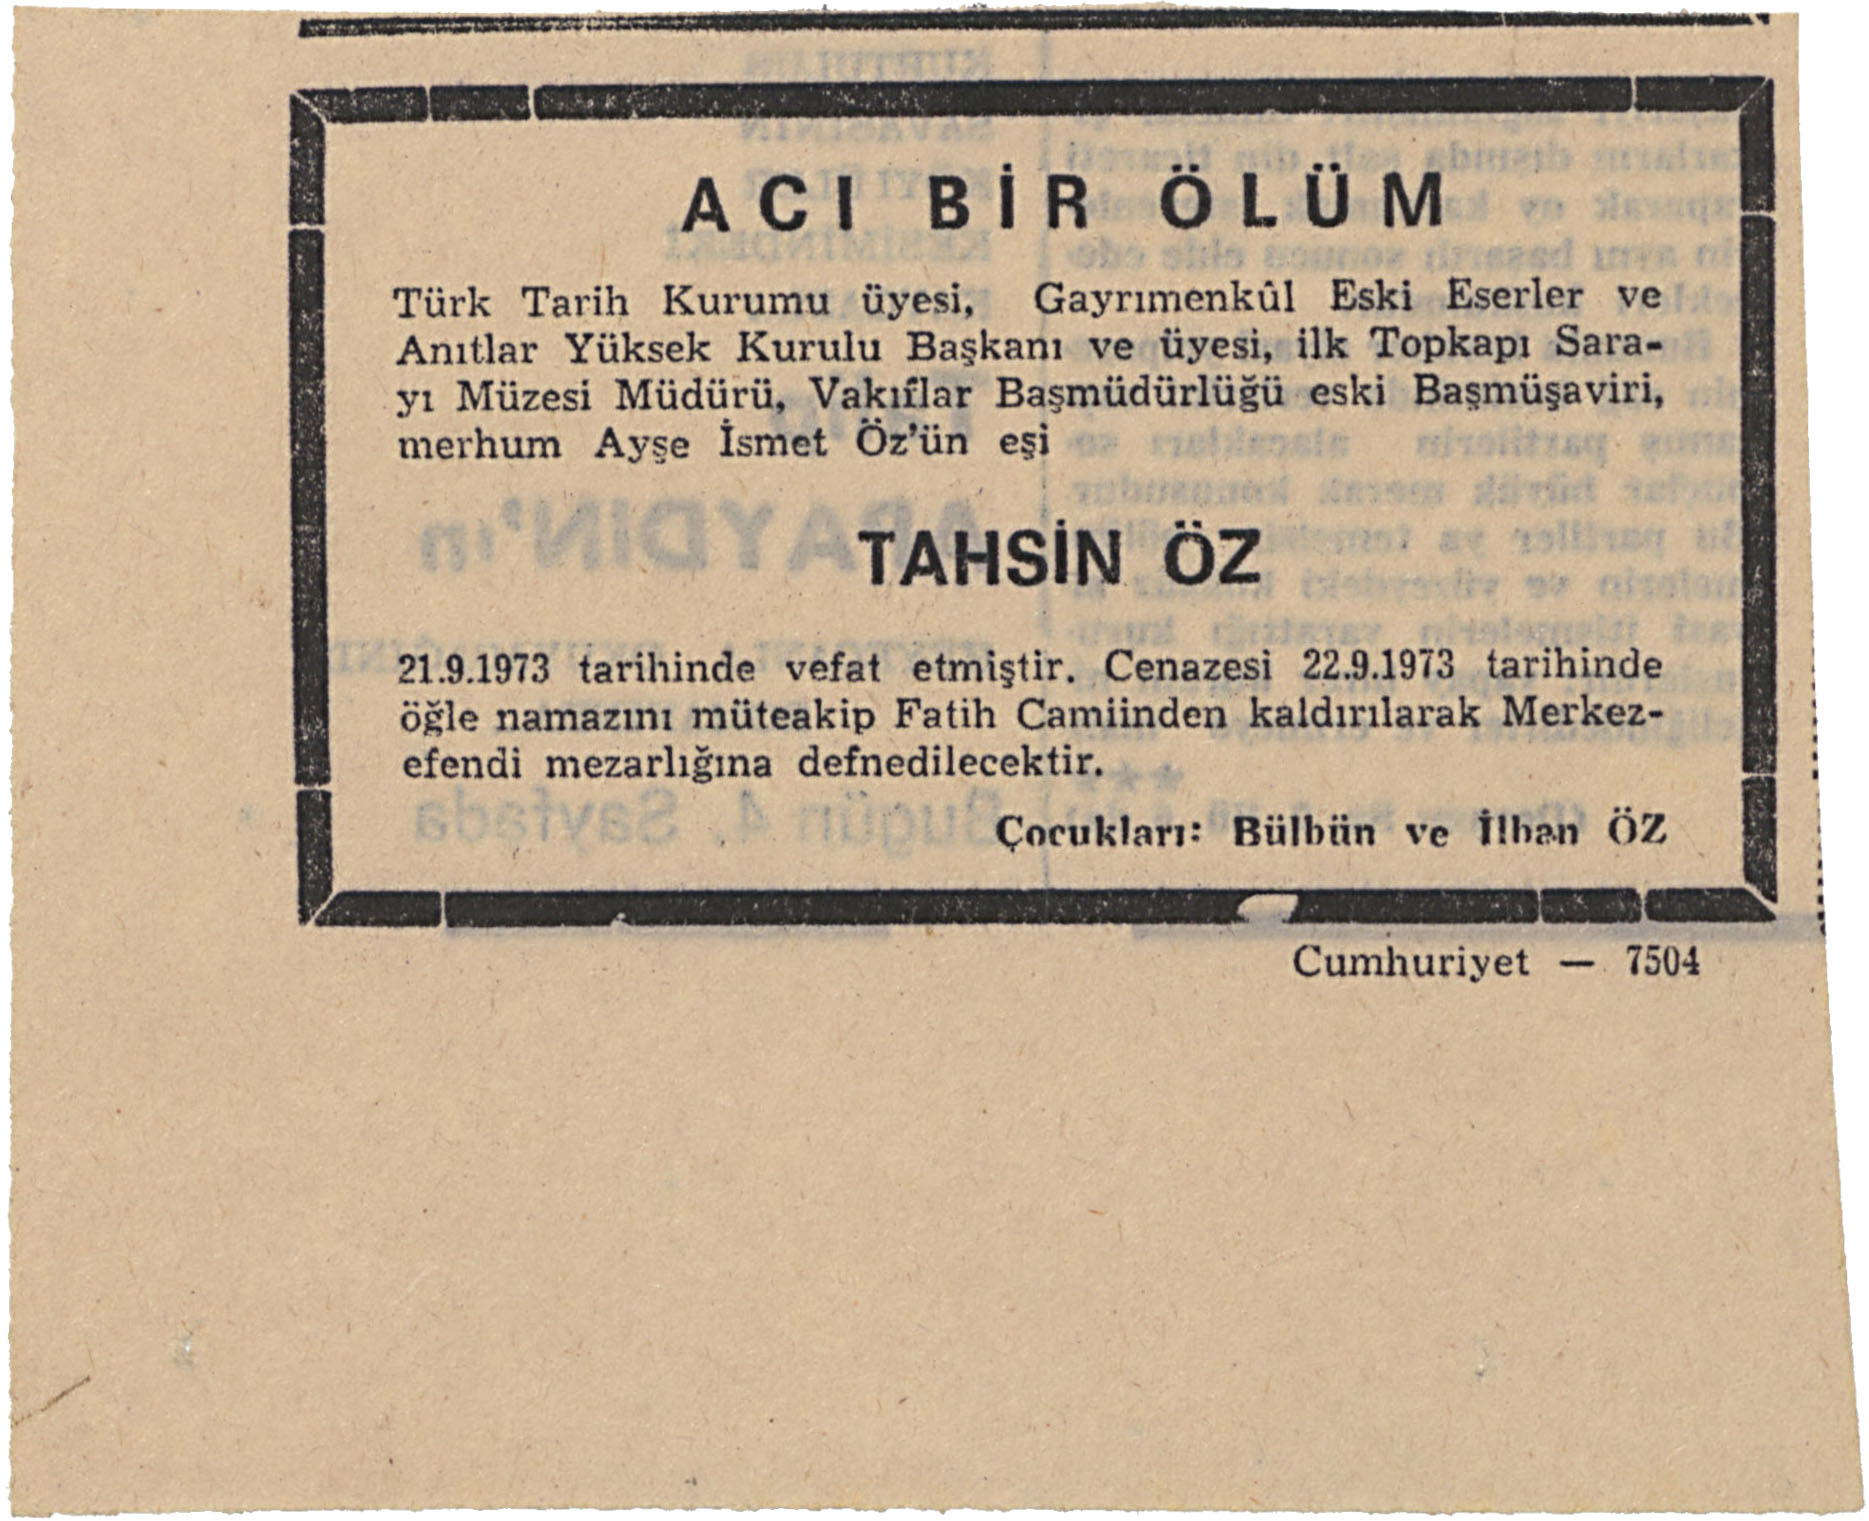 ACI BİR ÖLÜM
Türk Tarih Kurumu üyesi, Gayrımenkûl Eski Eserler ve
Anıtlar Yüksek Kurulu Başkanı ve üyesi, ilk Topkapı Sara-
yı Müzesi Müdürü, Vakıflar Başmüdürlüğü eski Başmüşaviri,
merhum Ayşe İsmet Öz'ün eşi
TAHSİN ÖZ
21.9.1973 tarihinde vefat etmiştir. Cenazesi 22.9.1973 tarihinde
öğle namazını müteakip Fatih Camiinden kaldırılarak Merkez-
efendi mezarlığına defnedilecektir.
Çocukları: Bülbün ve İlhan ÖZ
Cumhuriyet — 7504